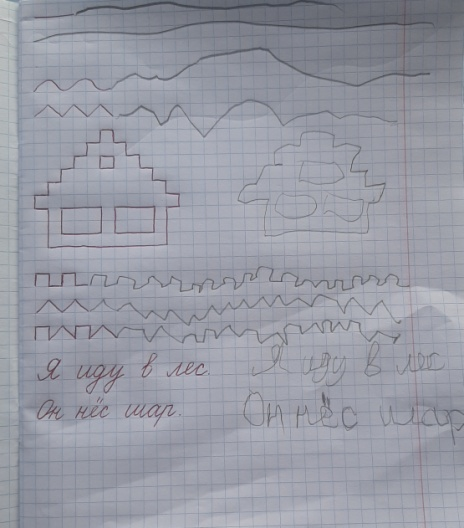 Я иду в лес. Я иду в лес
Он нёс шар. Он нёс шар